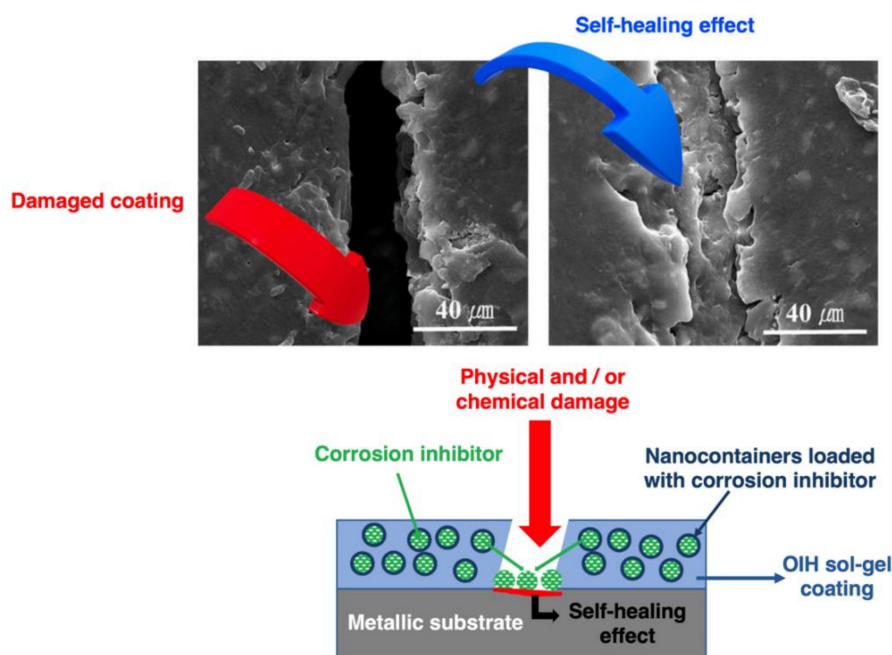 Self-healing effect
Damaged coating
40 μm
40 μm
Physical and / or
chemical damage
Corrosion inhibitor
Nanocontainers loaded
with corrosion inhibitor
OIH sol-gel
coating
Metallic substrate
Self-healing
effect